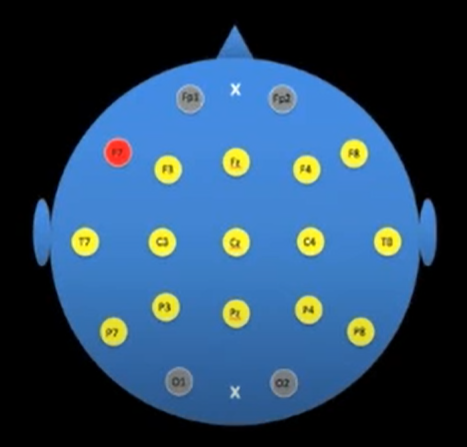 Fp1 X Fp2
F7 F3 Fz F4 F8
T7 C3 Cz C4 T8
P7 P3 Pz P4 P8
O1 X O2